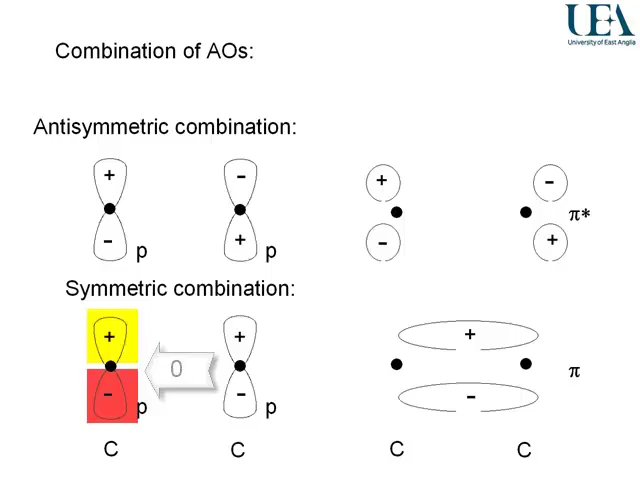 UEA
University of East Anglia
Combination of AOs:
Antisymmetric combination:
+ - + -
- p + p - + π*
Symmetric combination:
+ 0 + +
- p - p - π
C C C C